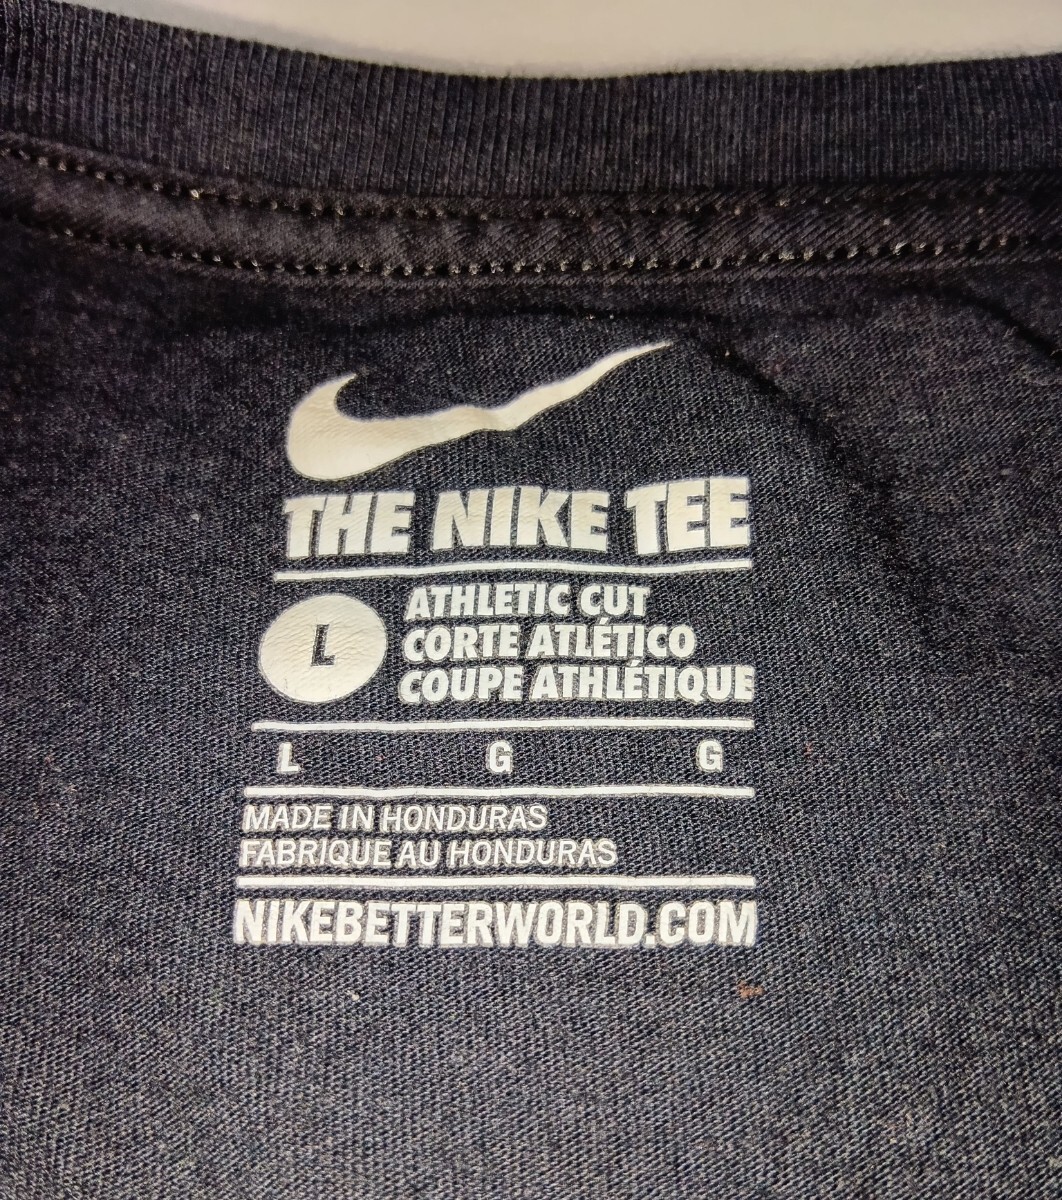 THE NIKE TEE
L
ATHLETIC CUT
CORTE ATLÉTICO
COUPE ATHLÉTIQUE
L G G
MADE IN HONDURAS
FABRIQUE AU HONDURAS
NIKEBETTERWORLD.COM